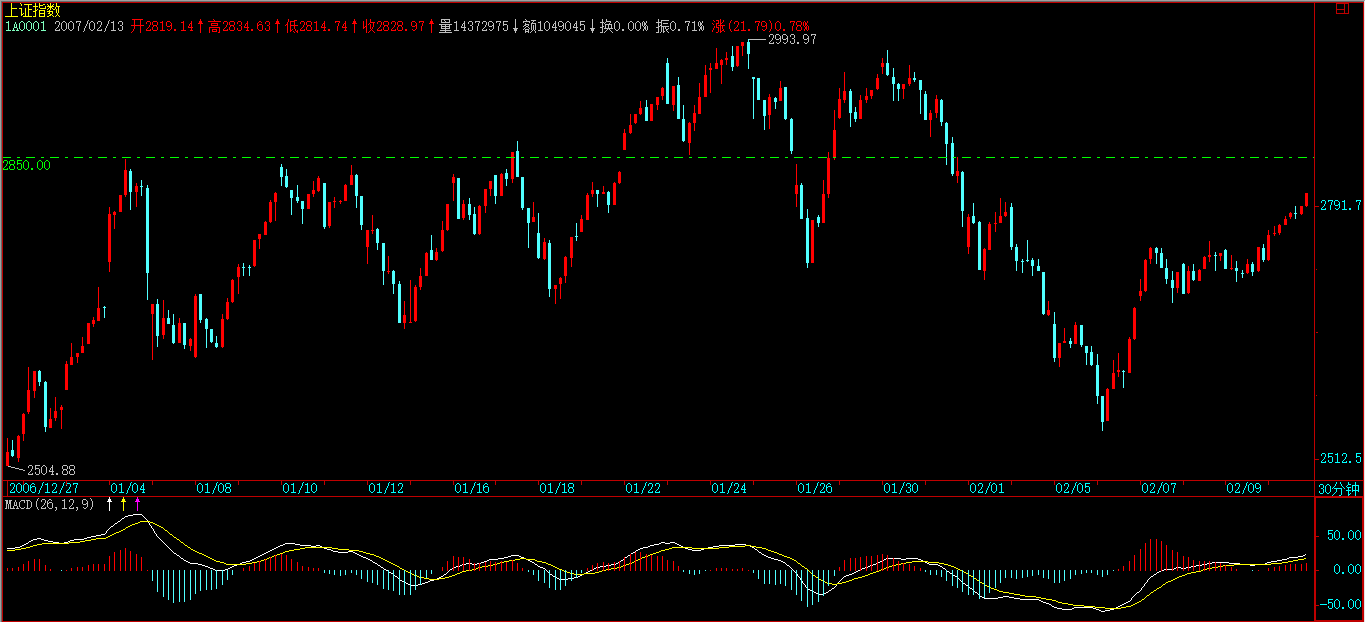 上证指数
1A0001 2007/02/13 开2819.14↑高2834.63↑低2814.74↑收2828.97↑量14372975↓额1049045↓换0.00% 振0.71% 涨(21.79)0.78%
日
2993.97
2850.00
2791.7
2504.88
2512.5
2006/12/27 01/04 01/08 01/10 01/12 01/16 01/18 01/22 01/24 01/26 01/30 02/01 02/05 02/07 02/09 30分钟
MACD(26,12,9) ↑ ↑ ↑
50.00
0.00
-50.00